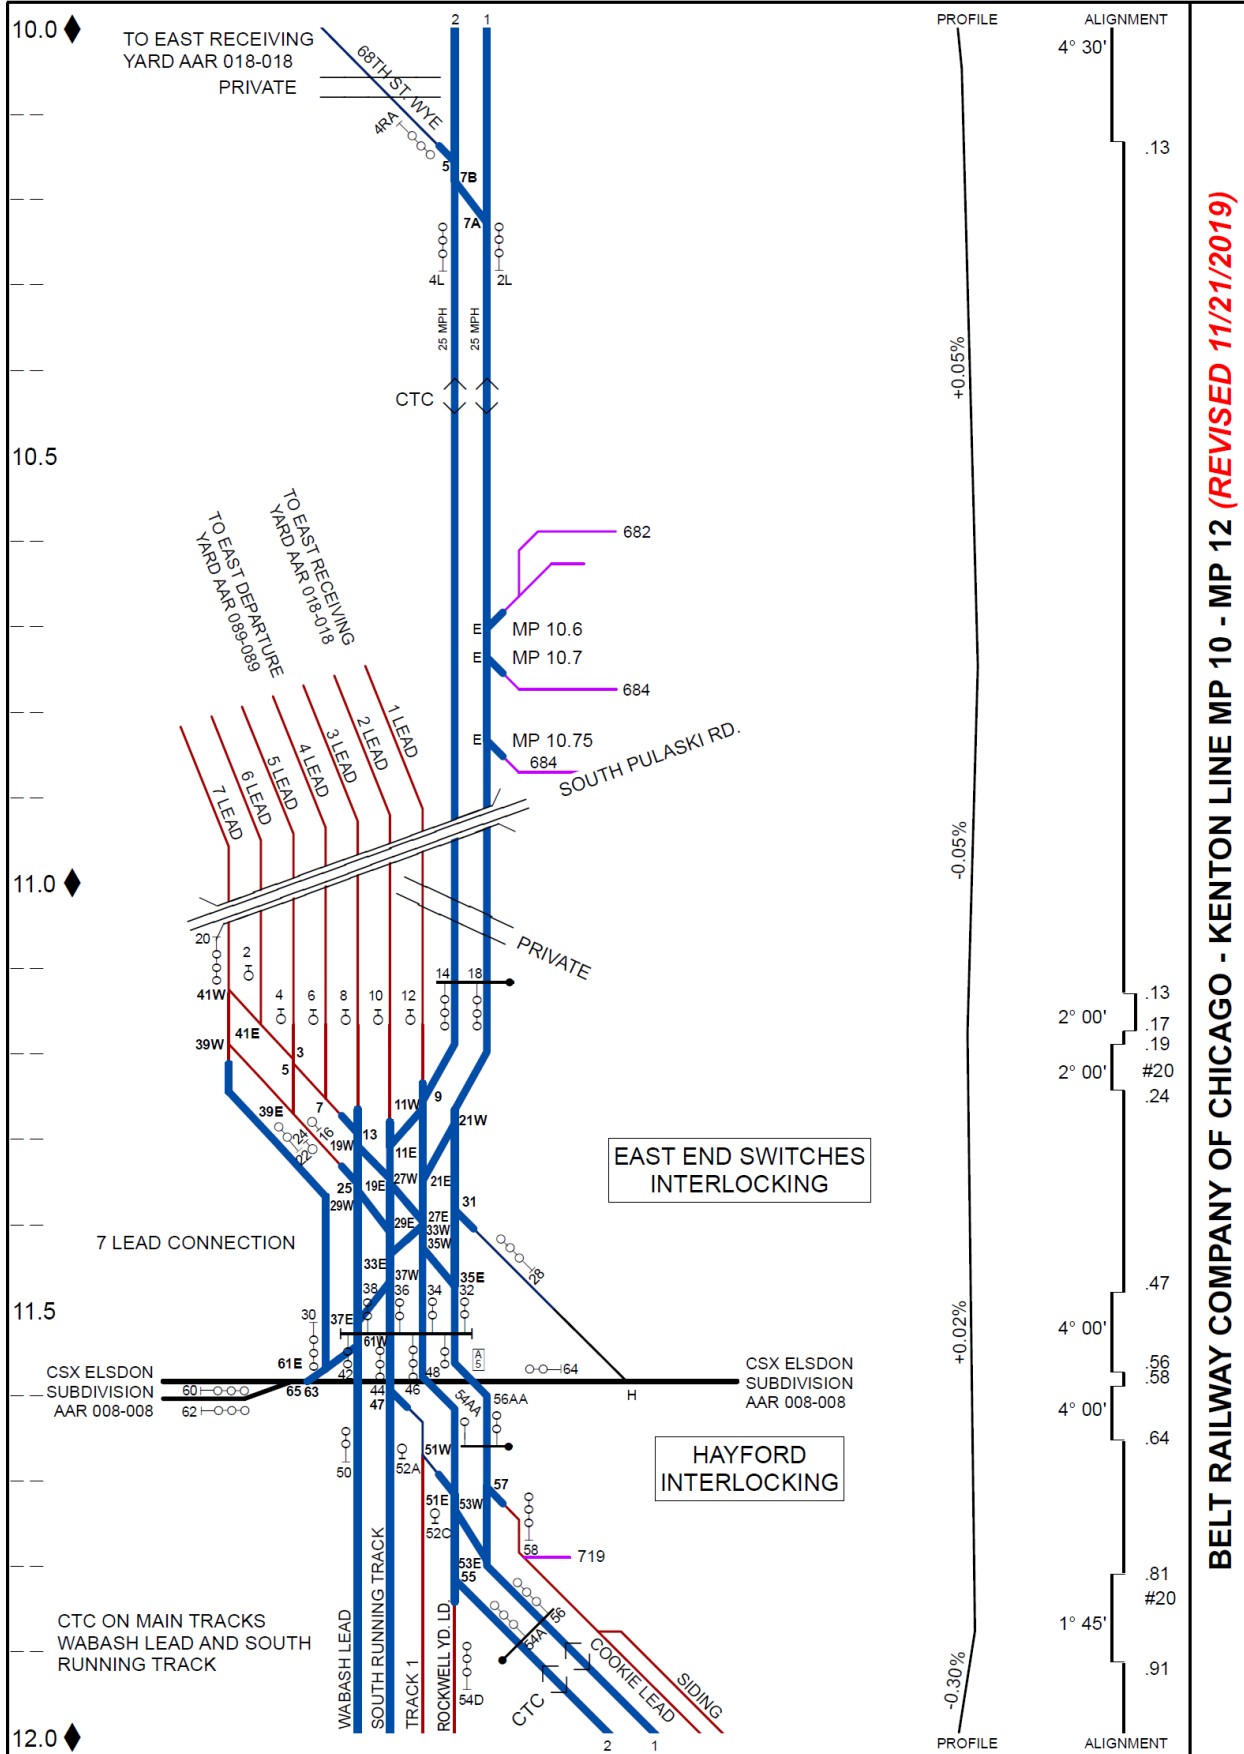 2 1
PROFILE
ALIGNMENT
10.0
TO EAST RECEIVING
YARD AAR 018-018
PRIVATE
68TH ST. WYE
4RA
4° 30'
.13
5
7B
7A
4L
2L
25 MPH
25 MPH
CTC
+0.05%
10.5
682
TO EAST RECEIVING
YARD AAR 018-018
TO EAST DEPARTURE
YARD AAR 089-089
E MP 10.6
E MP 10.7
684
E MP 10.75
684
SOUTH PULASKI RD.
1 LEAD
2 LEAD
3 LEAD
4 LEAD
5 LEAD
6 LEAD
7 LEAD
-0.05%
11.0
PRIVATE
20
2
14
18
41W
4
6
8
10
12
.13
2° 00'
.17
.19
2° 00'
#20
.24
39W
41E
3
5
7
9
11W
39E
24
16
22
13
19W
11E
21W
EAST END SWITCHES
INTERLOCKING
25
29W
19E
27W
21E
31
29E
27E
33W
35W
7 LEAD CONNECTION
33E
37W
35E
28
.47
11.5
30
38
36
34
32
37E
61W
4° 00'
+0.02%
61E
42
48
A
5
64
.56
.58
CSX ELSDON
SUBDIVISION
AAR 008-008
60
62
65 63
44
46
47
54AA
56AA
H
CSX ELSDON
SUBDIVISION
AAR 008-008
4° 00'
.64
50
52A
51W
HAYFORD
INTERLOCKING
51E
53W
57
52C
58
719
53E
55
.81
#20
1° 45'
56
54A
CTC ON MAIN TRACKS
WABASH LEAD AND SOUTH
RUNNING TRACK
WABASH LEAD
SOUTH RUNNING TRACK
TRACK 1
ROCKWELL YD. LD.
54D
CTC
COOKIE LEAD
SIDING
-0.30%
.91
12.0
2 1
PROFILE
ALIGNMENT
BELT RAILWAY COMPANY OF CHICAGO - KENTON LINE MP 10 - MP 12 (REVISED 11/21/2019)